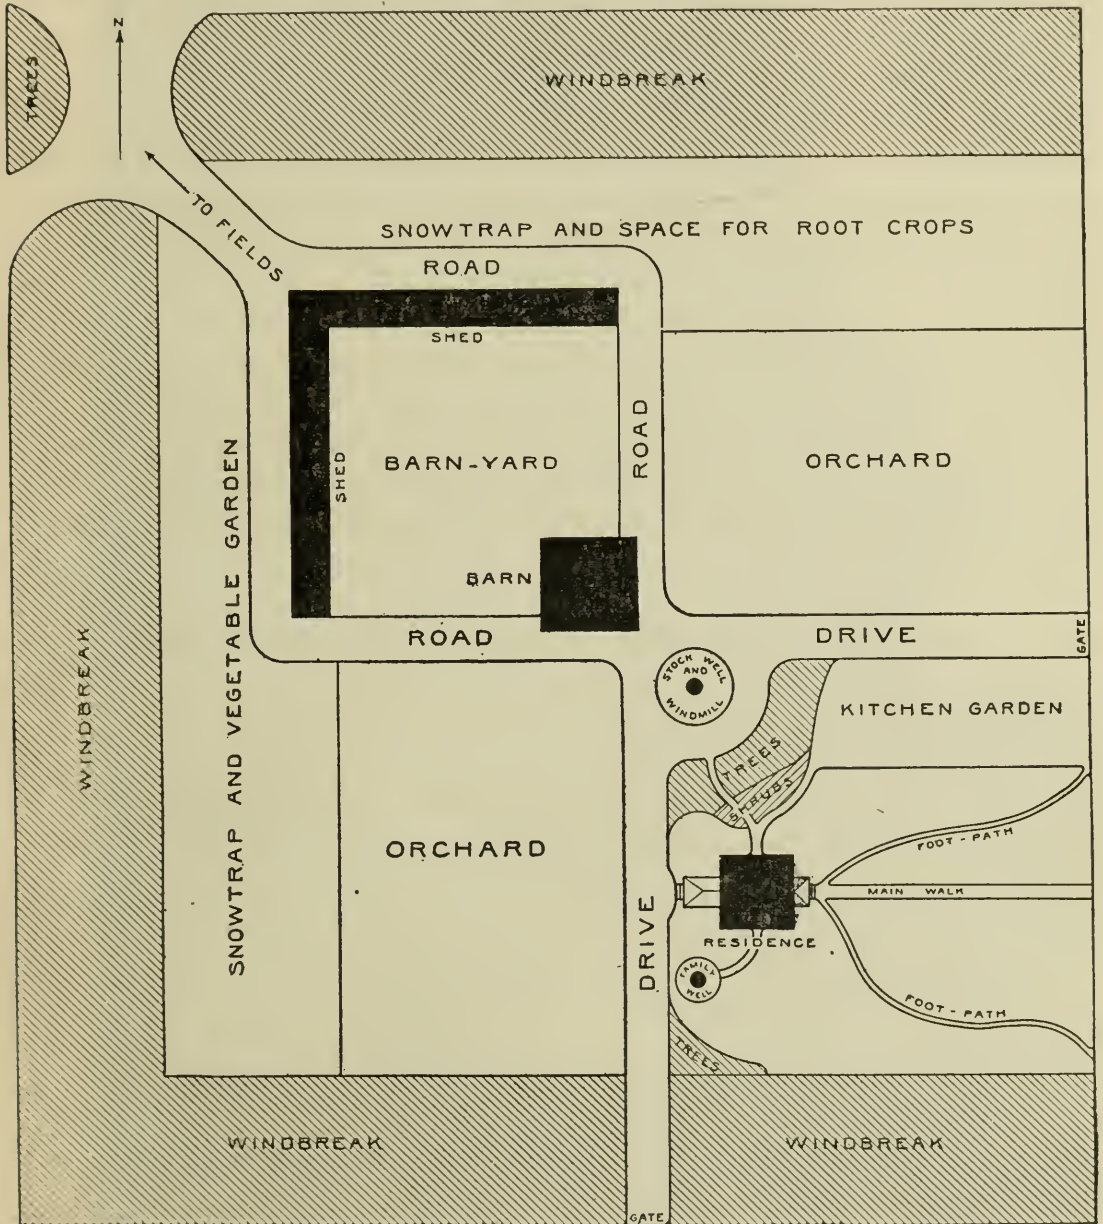 N
TREES
WINDBREAK
TO FIELDS
SNOWTRAP AND SPACE FOR ROOT CROPS
ROAD
SHED
SHED
BARN-YARD
ROAD
ORCHARD
BARN
ROAD
DRIVE
GATE
STOCK WELL
AND
WINDMILL
KITCHEN GARDEN
TREES
SHRUBS
WINDBREAK
SNOWTRAP AND VEGETABLE GARDEN
ORCHARD
DRIVE
FOOT-PATH
MAIN WALK
RESIDENCE
FAMILY
WELL
FOOT-PATH
TREES
WINDBREAK
WINDBREAK
GATE